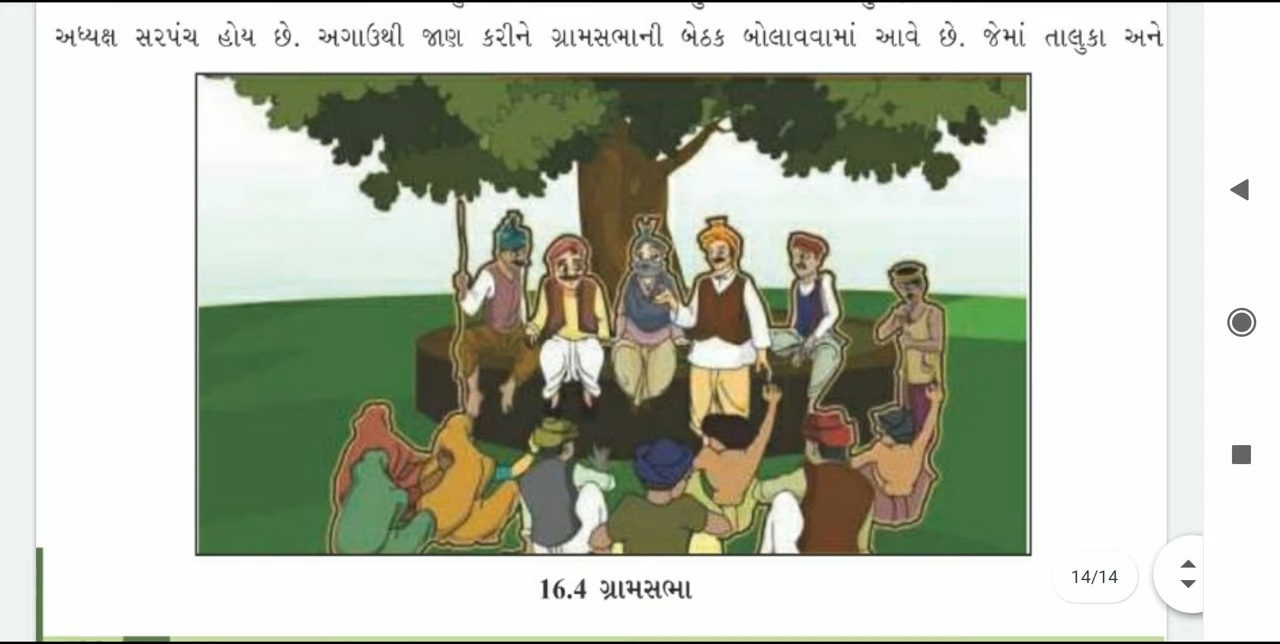 અધ્યક્ષ સરપંચ હોય છે. અગાઉથી જાણ કરીને ગ્રામસભાની બેઠક બોલાવવામાં આવે છે. જેમાં તાલુકા અને
16.4 ગ્રામસભા
14/14